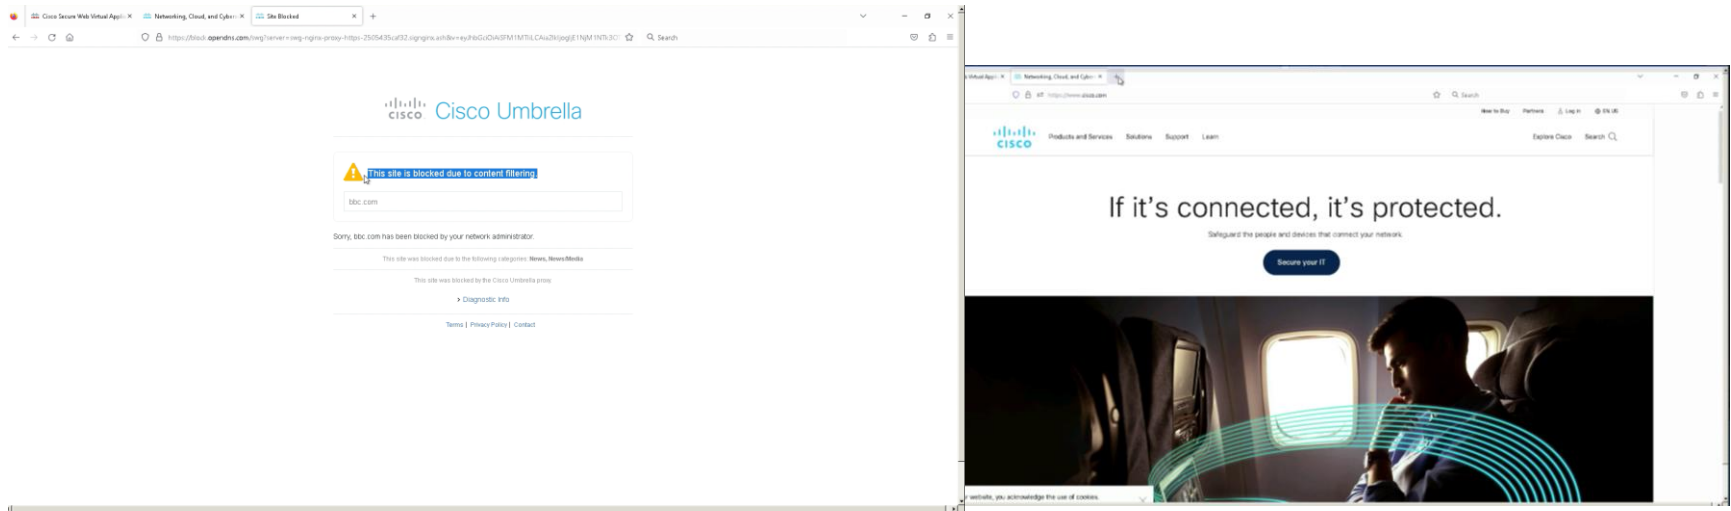 Cisco Secure Web Virtual Applic
Networking, Cloud, and Cybers
Site Blocked
Search
CISCO Cisco Umbrella
This site is blocked due to content filtering.
bbc.com
Sorry, bbc.com has been blocked by your network administrator.
This site was blocked due to the following categories: News, News/Media
This site was blocked by the Cisco Umbrella proxy.
> Diagnostic Info
Terms | Privacy Policy | Contact
Networking, Cloud, and Cyber
https://www.cisco.com
Search
How to Buy Partners Log in EN US
CISCO Products and Services Solutions Support Learn Explore Cisco Search
If it's connected, it's protected.
Safeguard the people and devices that connect your network.
Secure your IT
website, you acknowledge the use of cookies.